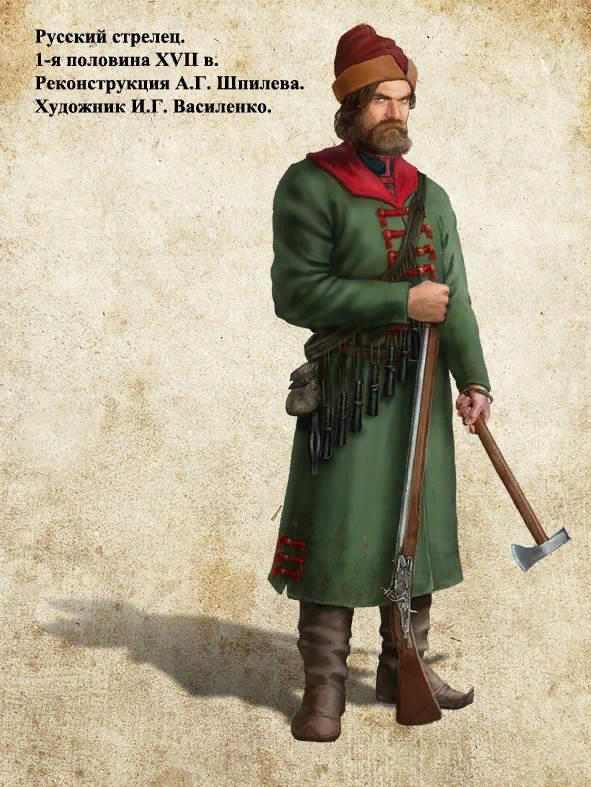 Русский стрелец.
1-я половина XVII в.
Реконструкция А.Г. Шпилева.
Художник И.Г. Василенко.